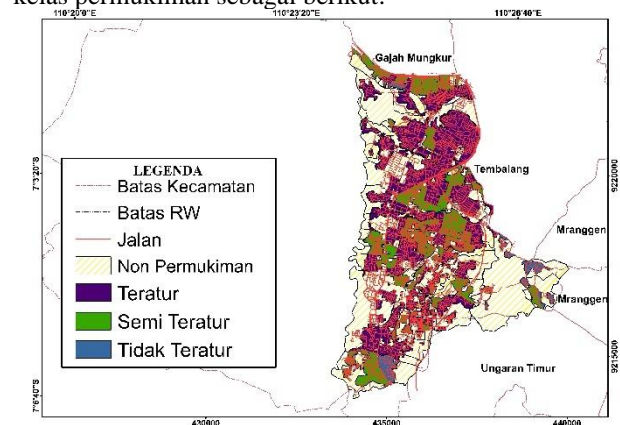 kelas permukiman sebagai berikut:
110°20'0"E 110°23'20"E 110°26'40"E
Gajah Mungkur
7°3'20"S
LEGENDA
Batas Kecamatan
Batas RW
Jalan
Non Permukiman
Teratur
Semi Teratur
Tidak Teratur
Tembalang
9220000
Mranggen
Mranggen
Ungaran Timur
9215000
7°6'40"S
430000 435000 440000